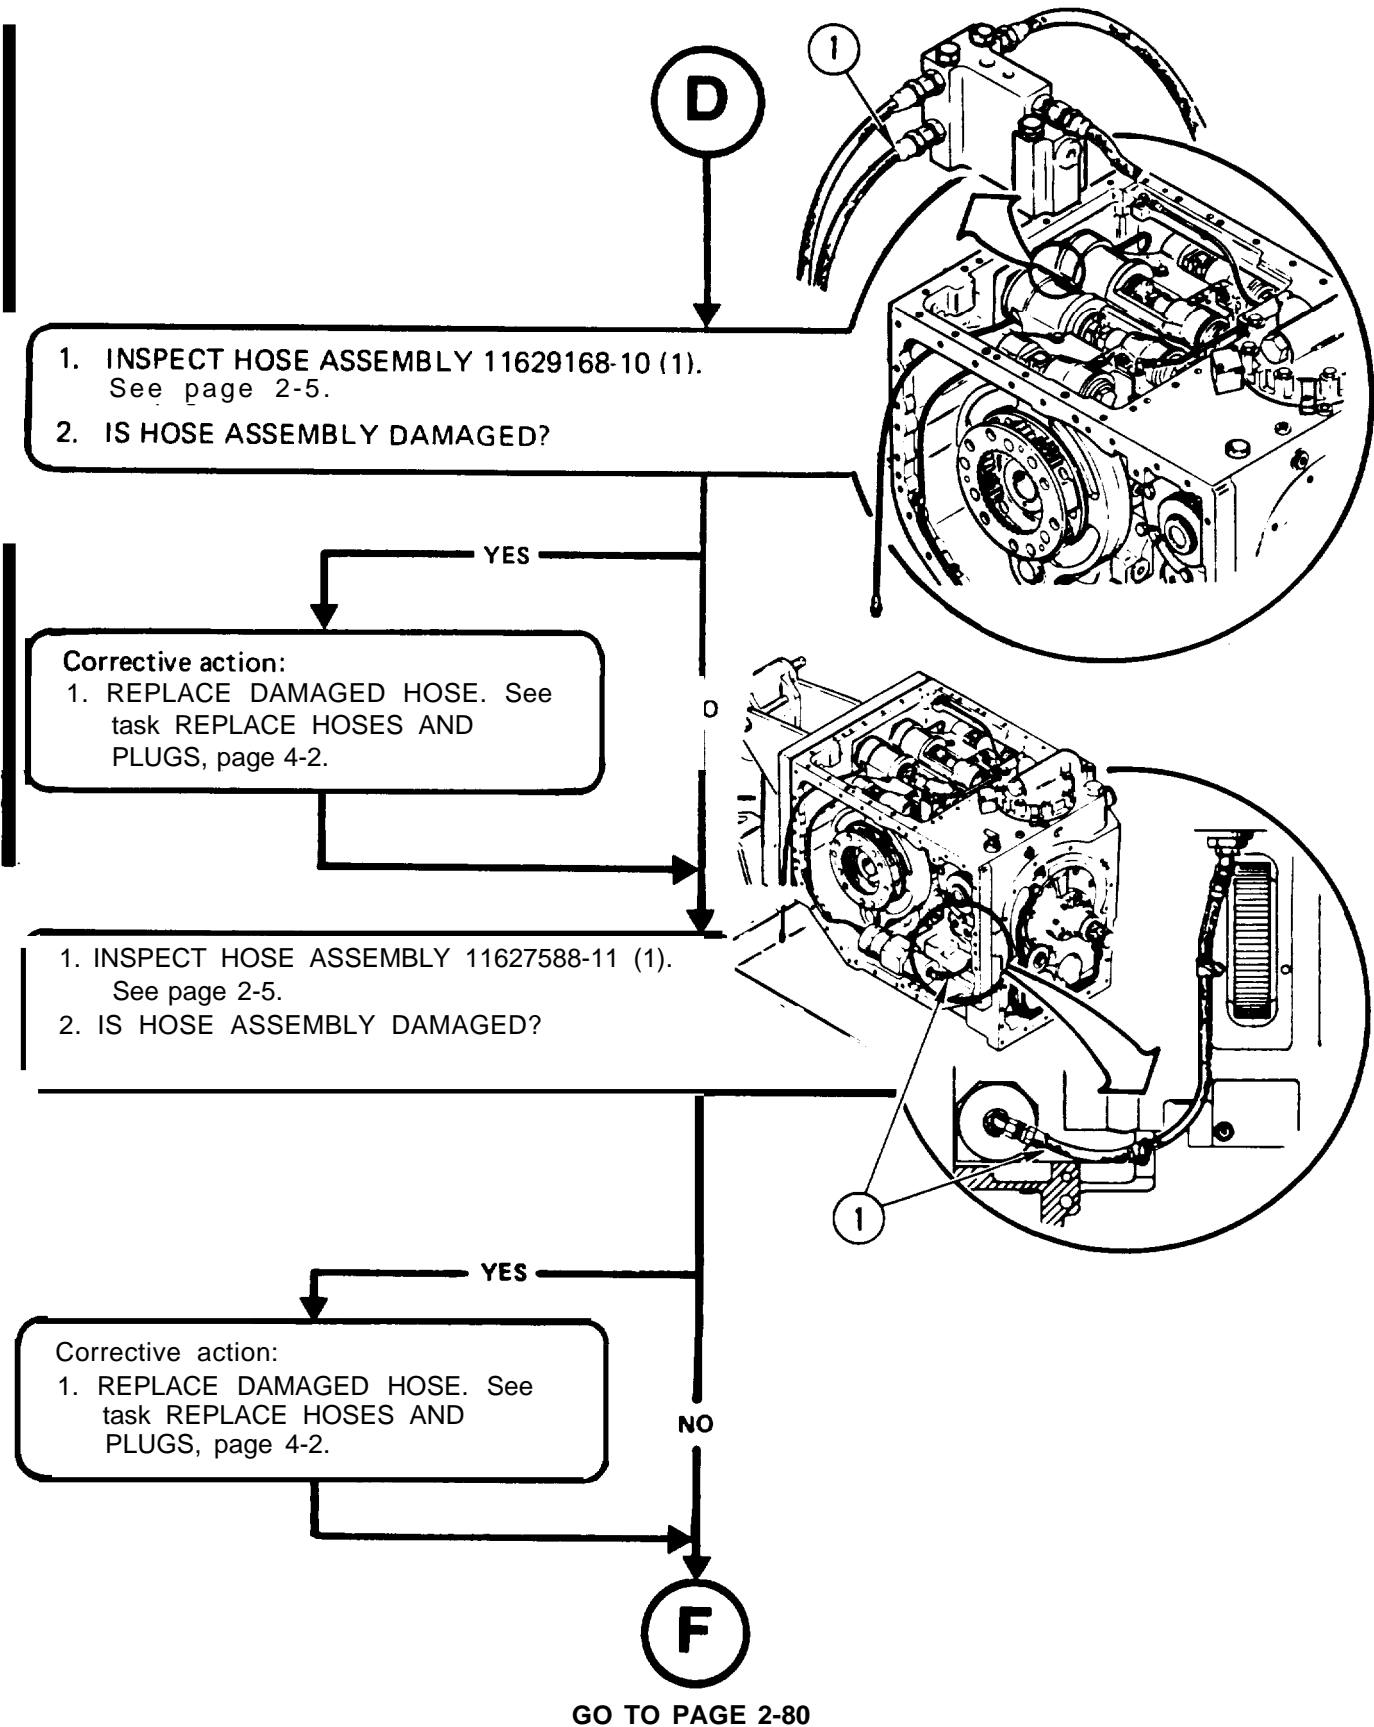 D
1
1. INSPECT HOSE ASSEMBLY 11629168-10 (1).
See page 2-5.
2. IS HOSE ASSEMBLY DAMAGED?
YES
Corrective action:
1. REPLACE DAMAGED HOSE. See
task REPLACE HOSES AND
PLUGS, page 4-2.
O
1. INSPECT HOSE ASSEMBLY 11627588-11 (1).
See page 2-5.
2. IS HOSE ASSEMBLY DAMAGED?
1
YES
Corrective action:
1. REPLACE DAMAGED HOSE. See
task REPLACE HOSES AND
PLUGS, page 4-2.
NO
F
GO TO PAGE 2-80